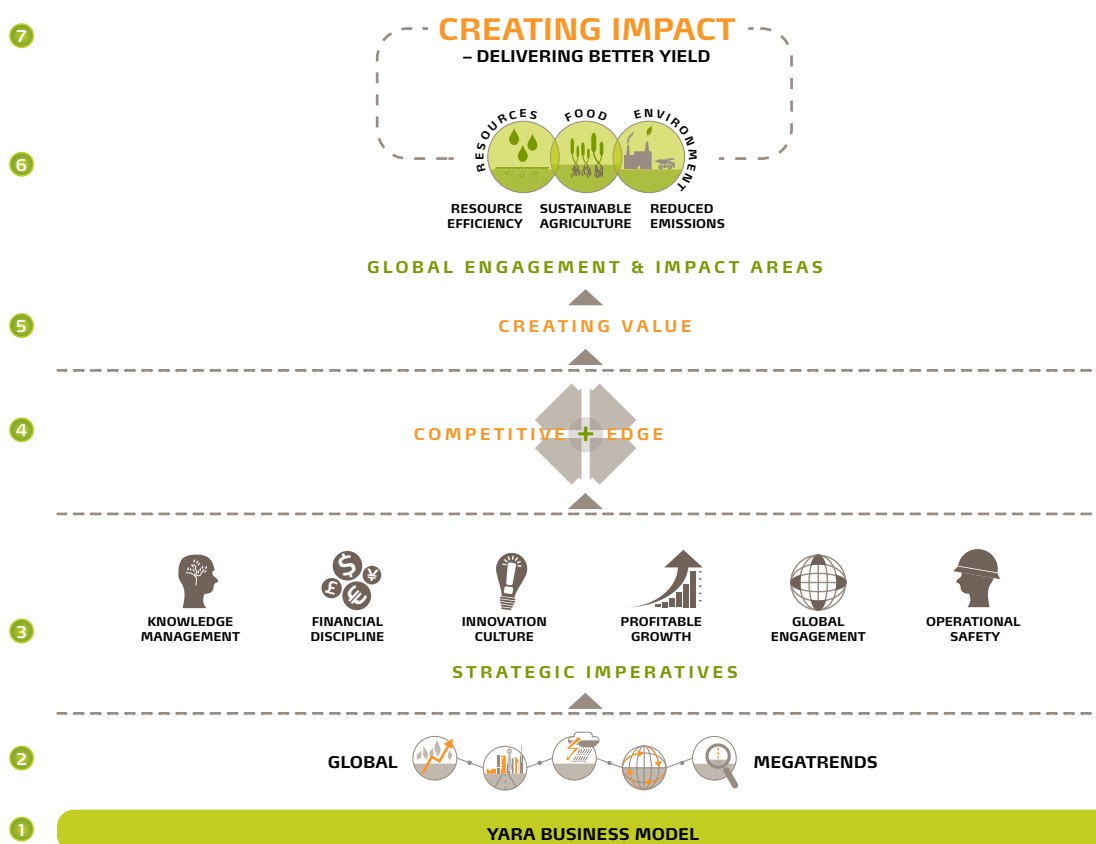 7
CREATING IMPACT
– DELIVERING BETTER YIELD
RESOURCES FOOD ENVIRONMENT
6
RESOURCE EFFICIENCY
SUSTAINABLE AGRICULTURE
REDUCED EMISSIONS
GLOBAL ENGAGEMENT & IMPACT AREAS
5
CREATING VALUE
4
COMPETITIVE + EDGE
KNOWLEDGE MANAGEMENT
FINANCIAL DISCIPLINE
INNOVATION CULTURE
PROFITABLE GROWTH
GLOBAL ENGAGEMENT
OPERATIONAL SAFETY
3
STRATEGIC IMPERATIVES
2
GLOBAL MEGATRENDS
1
YARA BUSINESS MODEL